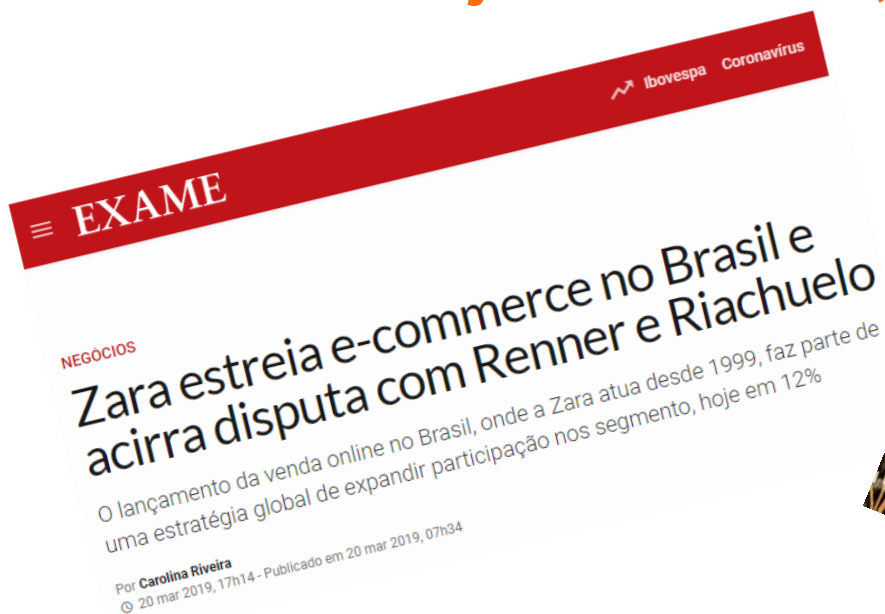 Ibovespa Coronavírus
EXAME
NEGÓCIOS
Zara estreia e-commerce no Brasil e
acirra disputa com Renner e Riachuelo
O lançamento da venda online no Brasil, onde a Zara atua desde 1999, faz parte de
uma estratégia global de expandir participação nos segmento, hoje em 12%
Por Carolina Riveira
20 mar 2019, 17h14 - Publicado em 20 mar 2019, 07h34